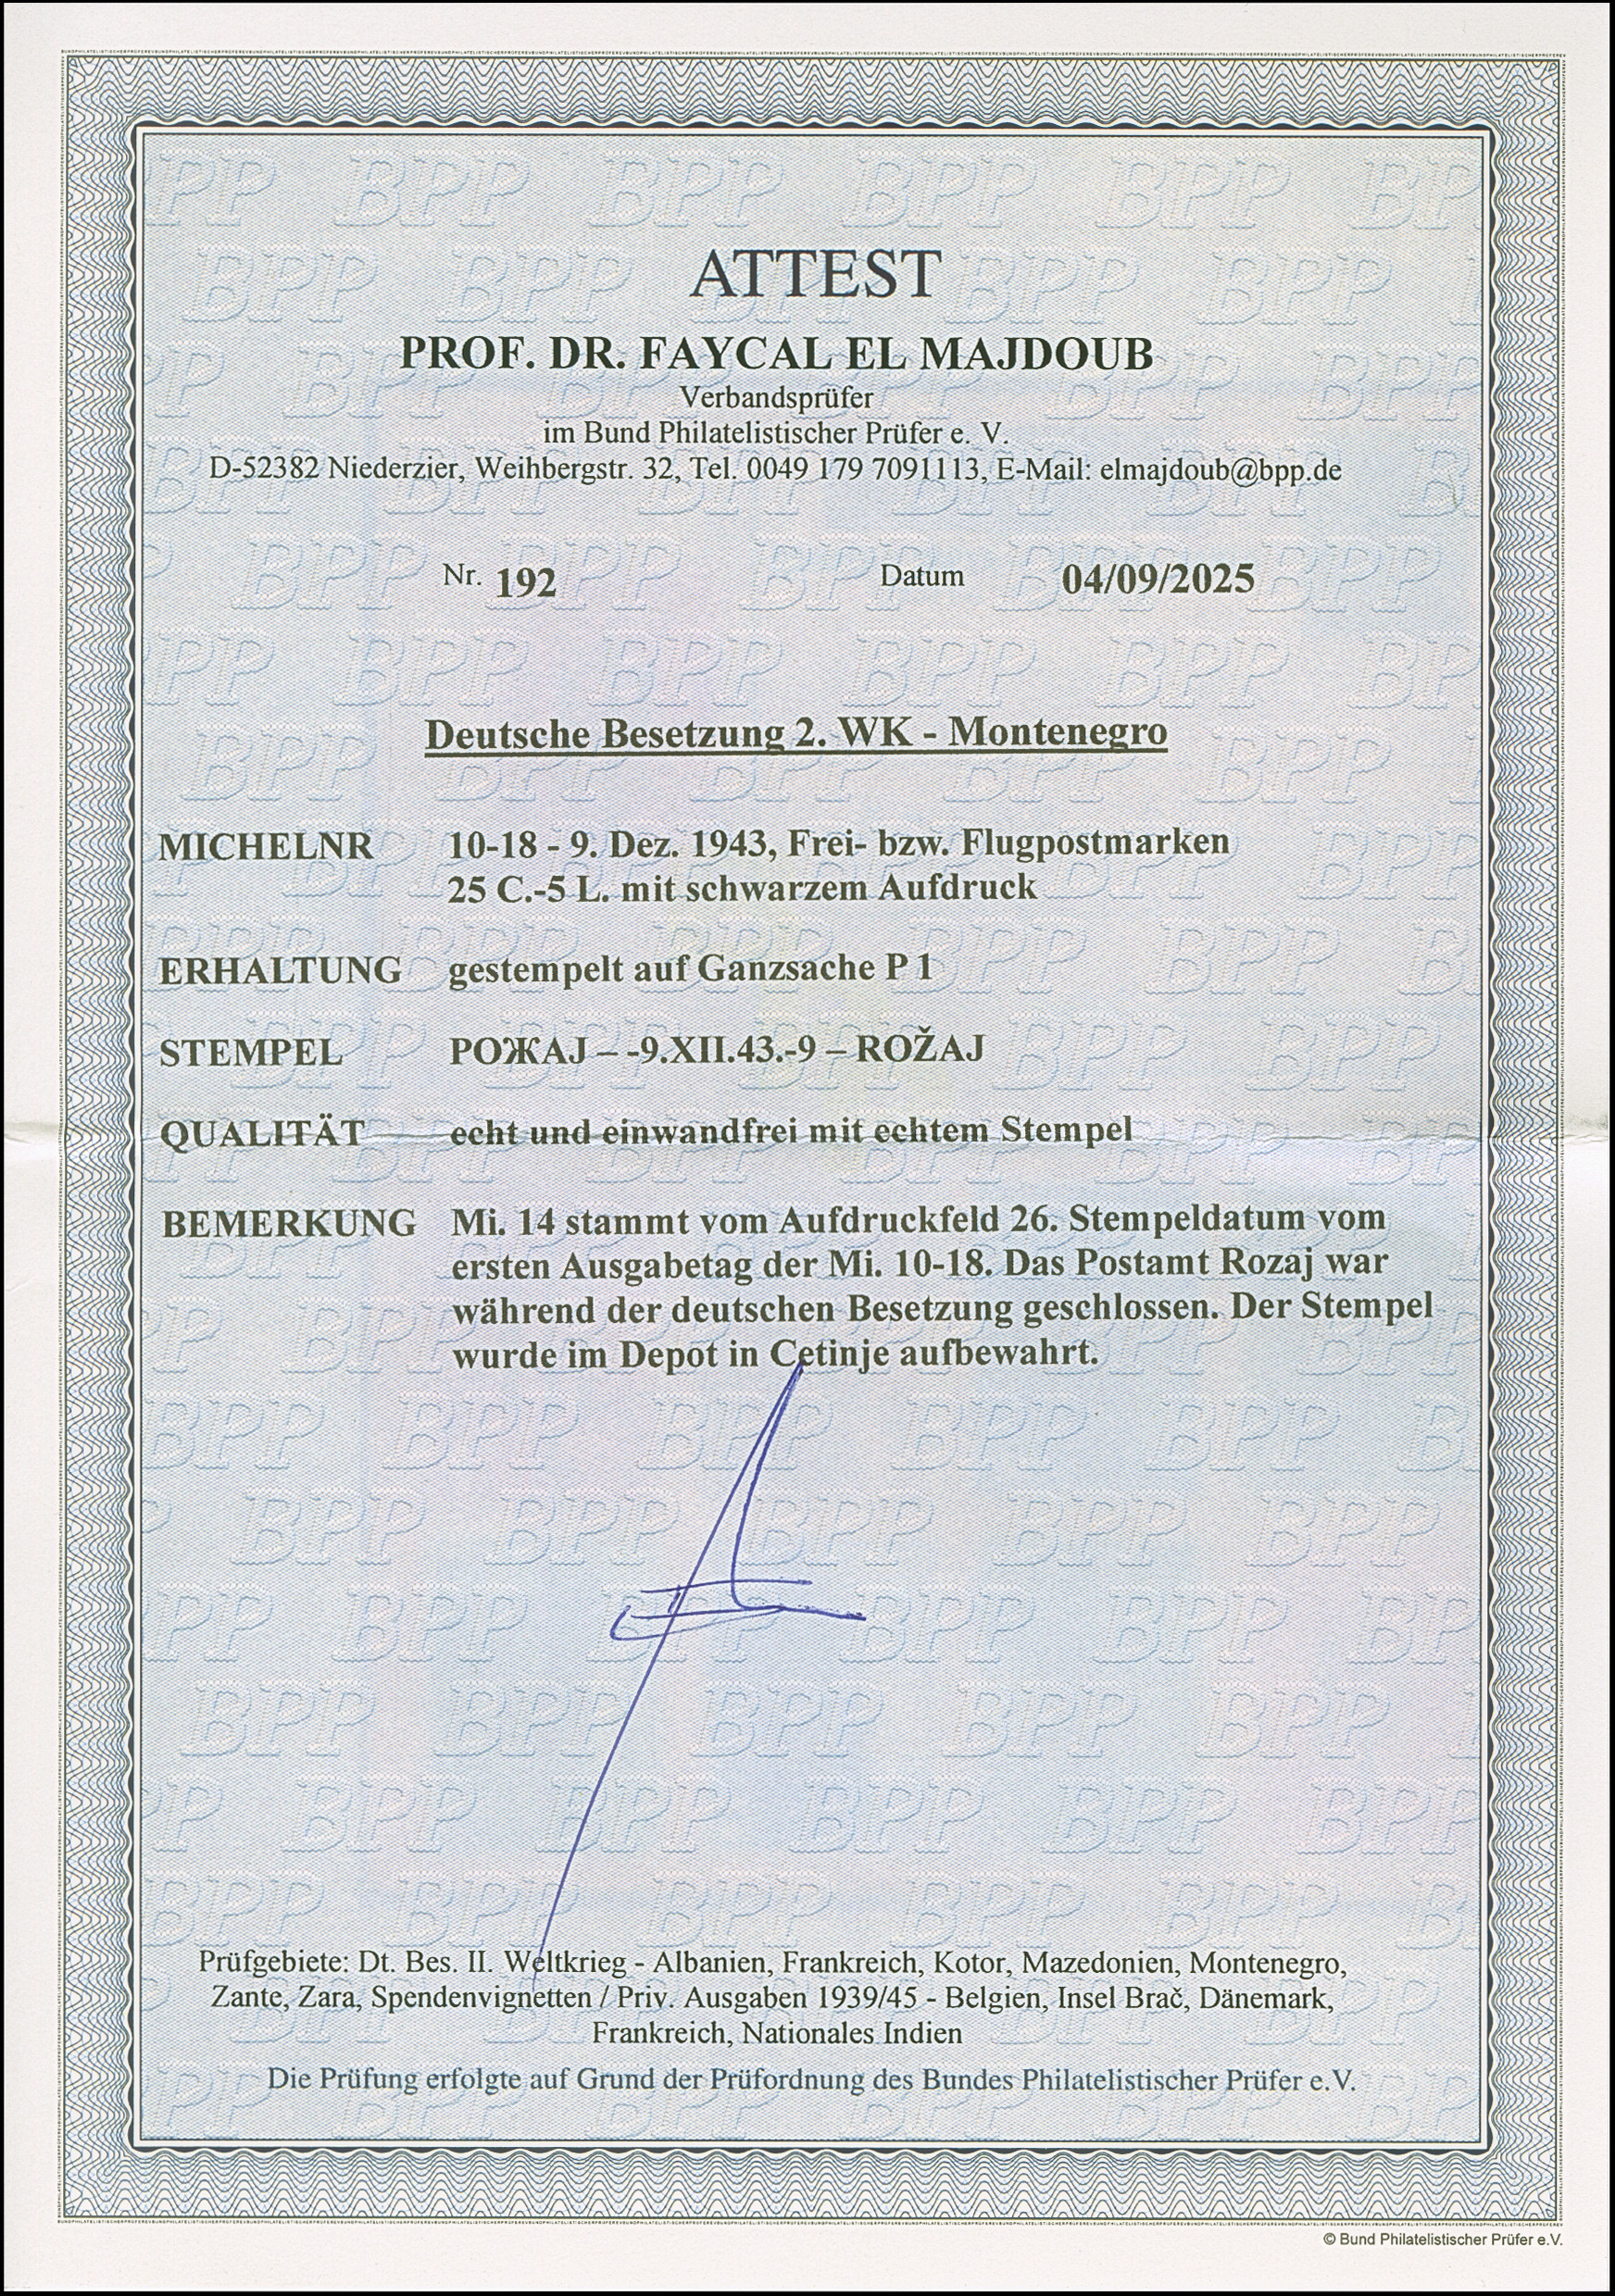 ATTEST
PROF. DR. FAYCAL EL MAJDOUB
Verbandsprüfer
im Bund Philatelistischer Prüfer e. V.
D-52382 Niederzier, Weihbergstr. 32, Tel. 0049 179 7091113, E-Mail: elmajdoub@bpp.de
Nr. 192 Datum 04/09/2025
Deutsche Besetzung 2. WK - Montenegro
MICHELNR 10-18 - 9. Dez. 1943, Frei- bzw. Flugpostmarken
25 C.-5 L. mit schwarzem Aufdruck
ERHALTUNG gestempelt auf Ganzsache P 1
STEMPEL РОЖАЈ – -9.XII.43.-9 – ROŽAJ
QUALITÄT echt und einwandfrei mit echtem Stempel
BEMERKUNG Mi. 14 stammt vom Aufdruckfeld 26. Stempeldatum vom
ersten Ausgabetag der Mi. 10-18. Das Postamt Rozaj war
während der deutschen Besetzung geschlossen. Der Stempel
wurde im Depot in Cetinje aufbewahrt.
Prüfgebiete: Dt. Bes. II. Weltkrieg - Albanien, Frankreich, Kotor, Mazedonien, Montenegro,
Zante, Zara, Spendenvignetten / Priv. Ausgaben 1939/45 - Belgien, Insel Brač, Dänemark,
Frankreich, Nationales Indien
Die Prüfung erfolgte auf Grund der Prüfordnung des Bundes Philatelistischer Prüfer e.V.
© Bund Philatelistischer Prüfer e.V.